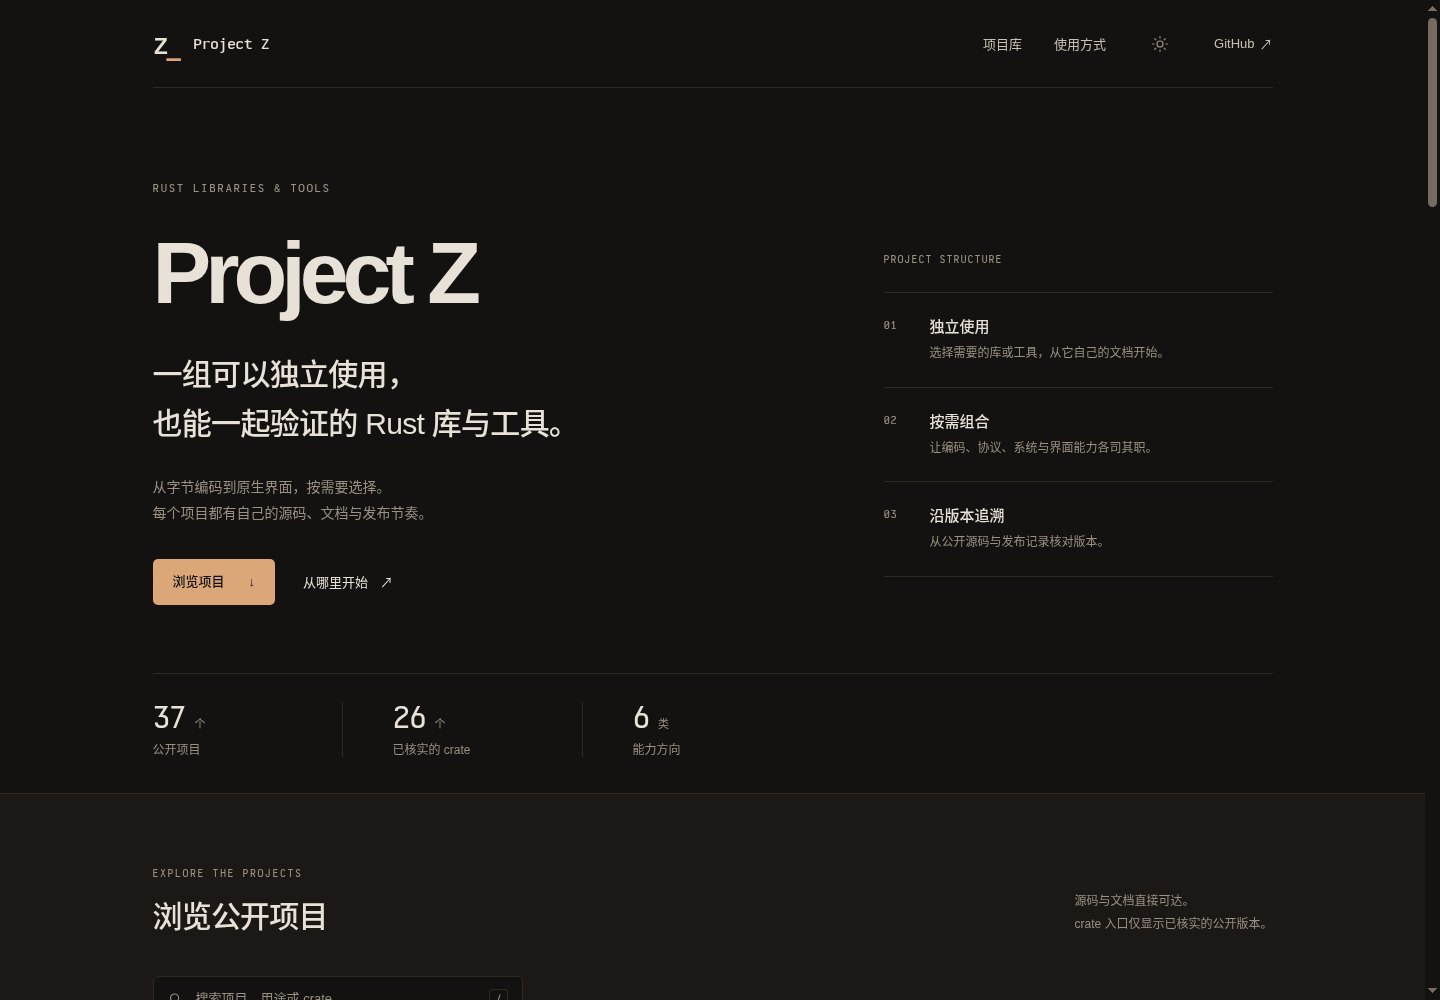 Z_ Project Z
项目库 使用方式 GitHub ↗
RUST LIBRARIES & TOOLS
Project Z
一组可以独立使用，
也能一起验证的 Rust 库与工具。
从字节编码到原生界面，按需要选择。
每个项目都有自己的源码、文档与发布节奏。
浏览项目 ↓ 从哪里开始 ↗
PROJECT STRUCTURE
01 独立使用
选择需要的库或工具，从它自己的文档开始。
02 按需组合
让编码、协议、系统与界面能力各司其职。
03 沿版本追溯
从公开源码与发布记录核对版本。
37 个
公开项目
26 个
已核实的 crate
6 类
能力方向
EXPLORE THE PROJECTS
浏览公开项目
源码与文档直接可达。
crate 入口仅显示已核实的公开版本。
搜索项目、用途或 crate /